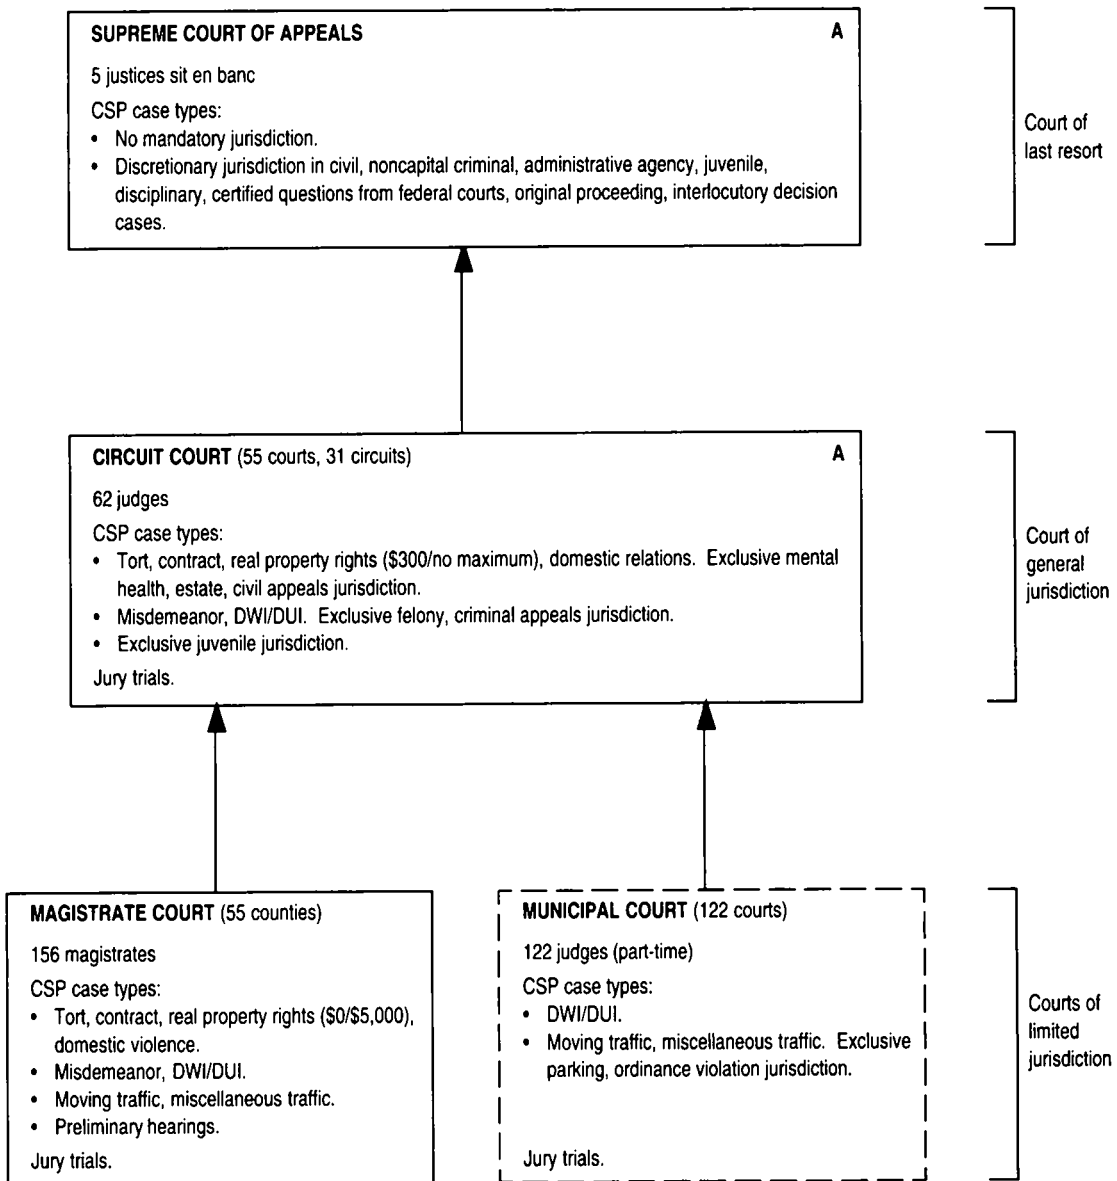 SUPREME COURT OF APPEALS A
5 justices sit en banc
CSP case types:
• No mandatory jurisdiction.
• Discretionary jurisdiction in civil, noncapital criminal, administrative agency, juvenile,
disciplinary, certified questions from federal courts, original proceeding, interlocutory decision
cases.
Court of
last resort
CIRCUIT COURT (55 courts, 31 circuits) A
62 judges
CSP case types:
• Tort, contract, real property rights ($300/no maximum), domestic relations. Exclusive mental
health, estate, civil appeals jurisdiction.
• Misdemeanor, DWI/DUI. Exclusive felony, criminal appeals jurisdiction.
• Exclusive juvenile jurisdiction.
Jury trials.
Court of
general
jurisdiction
MAGISTRATE COURT (55 counties)
156 magistrates
CSP case types:
• Tort, contract, real property rights ($0/$5,000),
domestic violence.
• Misdemeanor, DWI/DUI.
• Moving traffic, miscellaneous traffic.
• Preliminary hearings.
Jury trials.
MUNICIPAL COURT (122 courts)
122 judges (part-time)
CSP case types:
• DWI/DUI.
• Moving traffic, miscellaneous traffic. Exclusive
parking, ordinance violation jurisdiction.
Jury trials.
Courts of
limited
jurisdiction